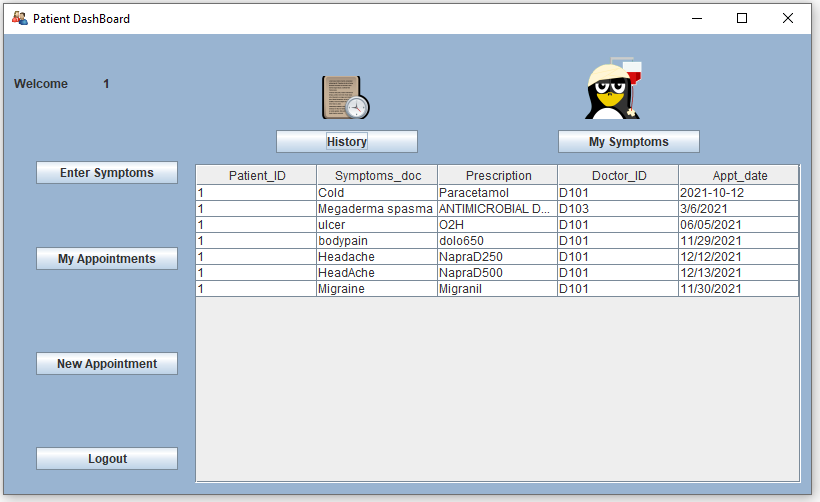 Patient DashBoard
Welcome 1
History My Symptoms
Enter Symptoms
My Appointments
New Appointment
Logout
Patient_ID Symptoms_doc Prescription Doctor_ID Appt_date
1 Cold Paracetamol D101 2021-10-12
1 Megaderma spasma ANTIMICROBIAL D... D103 3/6/2021
1 ulcer O2H D101 06/05/2021
1 bodypain dolo650 D101 11/29/2021
1 Headache NapraD250 D101 12/12/2021
1 HeadAche NapraD500 D101 12/13/2021
1 Migraine Migranil D101 11/30/2021